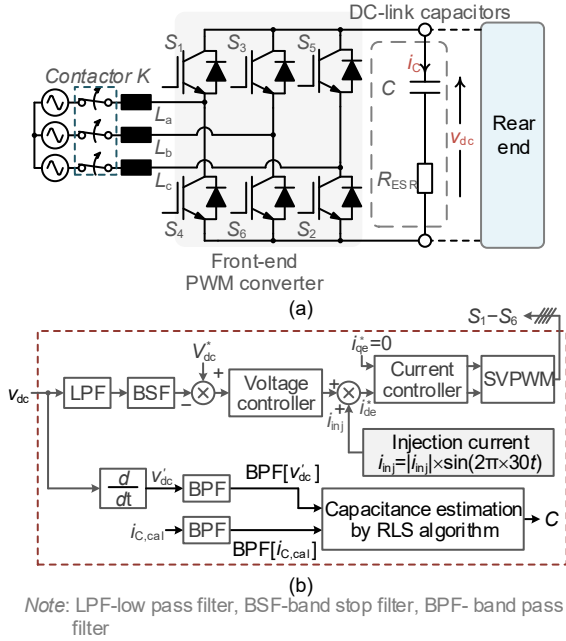 DC-link capacitors
S1 S3 S5
Contactor K
iC
C
La
vdc
Rear
end
Lb
Lc
RESR
S4 S6 S2
Front-end
PWM converter
(a)
S1−S6
V*dc
i*qe=0
vdc
LPF
BSF
+
−
Voltage
controller
+
+
iinj
i*de
Current
controller
SVPWM
Injection current
iinj=|iinj|×sin(2π×30t)
d
dt
v'dc
BPF
BPF[v'dc]
Capacitance estimation
by RLS algorithm
C
iC,cal
BPF
BPF[iC,cal]
(b)
Note: LPF-low pass filter, BSF-band stop filter, BPF- band pass
filter